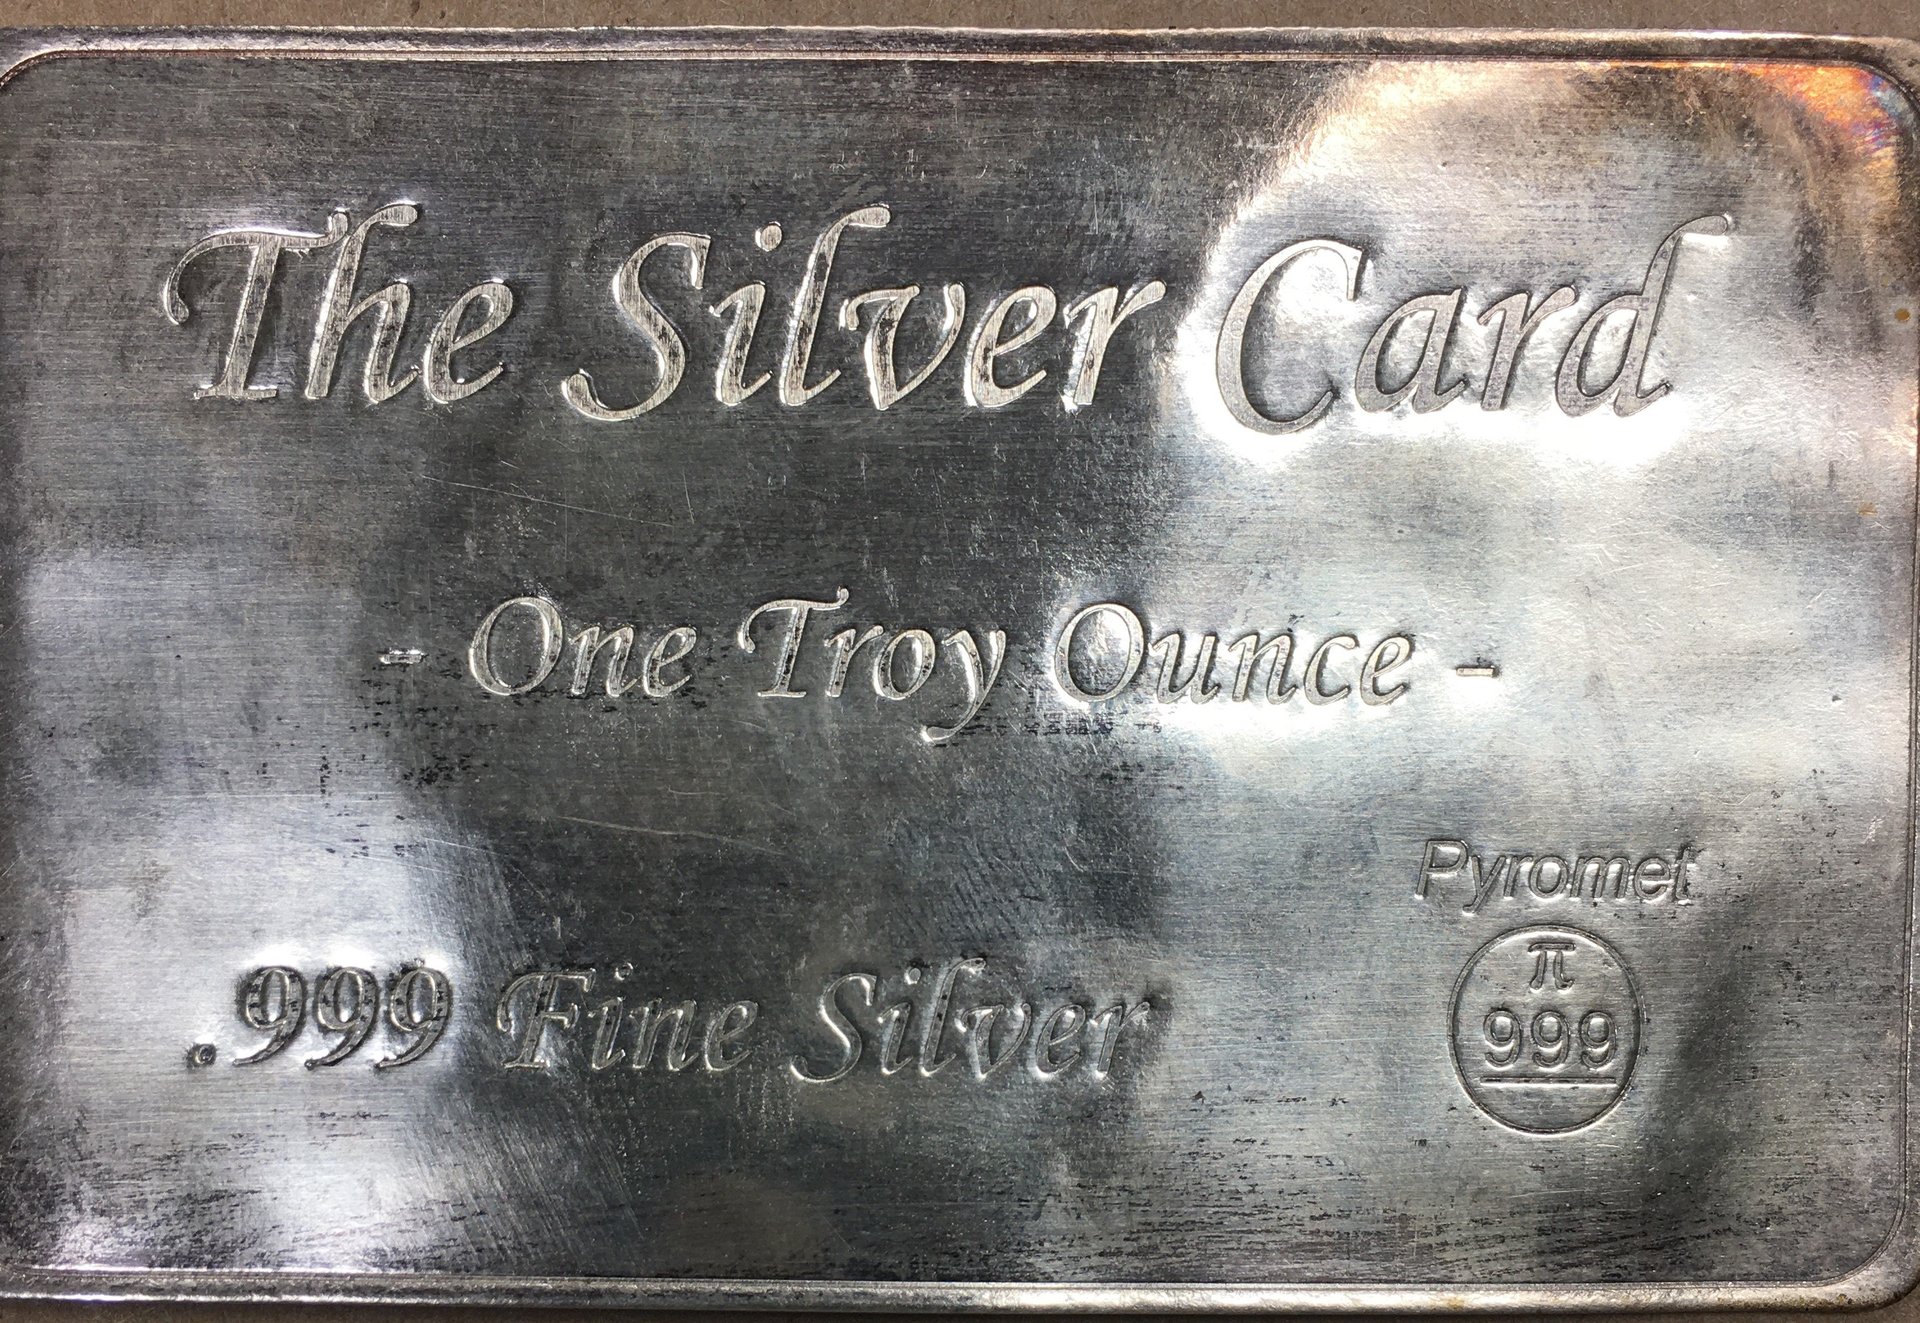 The Silver Card
- One Troy Ounce -
Pyromet
π
999
.999 Fine Silver